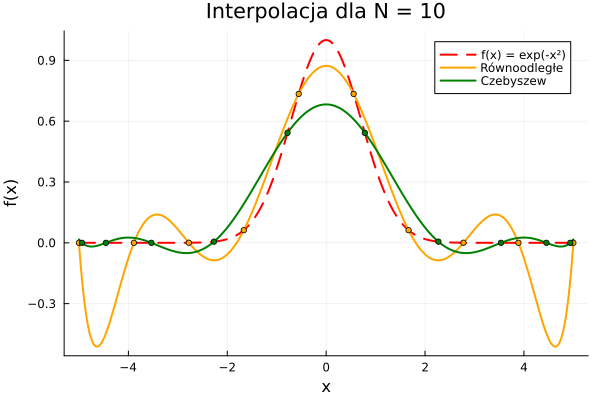 Interpolacja dla N = 10
f(x) = exp(-x²)
Równoodległe
Czebyszew
f(x)
0.9
0.6
0.3
0.0
−0.3
−4
−2
0
2
4
x